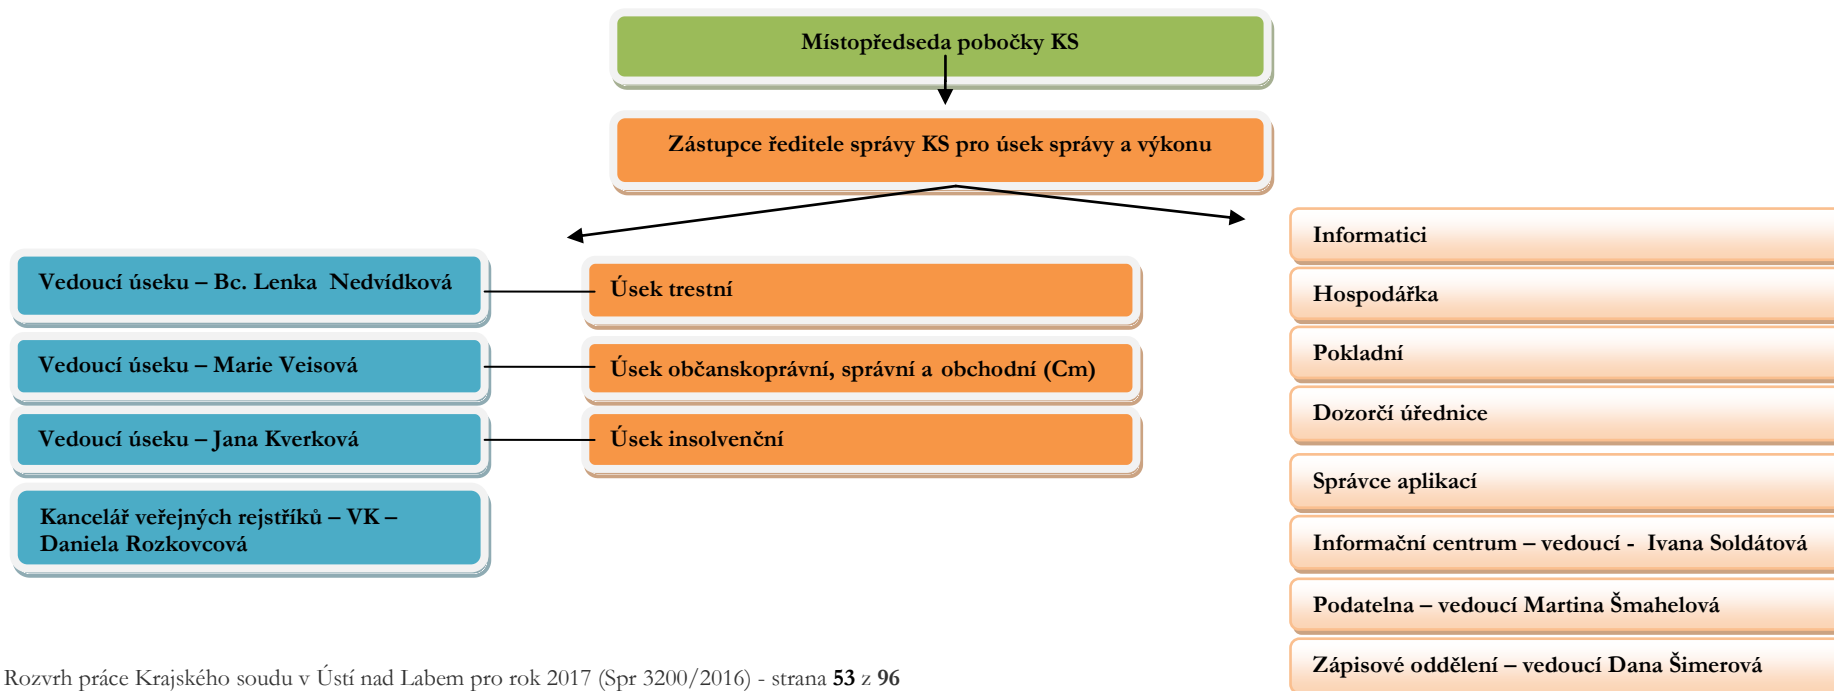 Místopředseda pobočky KS
Zástupce ředitele správy KS pro úsek správy a výkonu
Vedoucí úseku – Bc. Lenka  Nedvídková
Úsek trestní
Vedoucí úseku – Marie Veisová
Úsek občanskoprávní, správní a obchodní (Cm)
Vedoucí úseku – Jana Kverková
Úsek insolvenční
Kancelář veřejných rejstříků – VK –
Daniela Rozkovcová
Informatici
Hospodářka
Pokladní
Dozorčí úřednice
Správce aplikací
Informační centrum – vedoucí -  Ivana Soldátová
Podatelna – vedoucí Martina Šmahelová
Zápisové oddělení – vedoucí Dana Šimerová
Rozvrh práce Krajského soudu v Ústí nad Labem pro rok 2017 (Spr 3200/2016) - strana 53 z 96